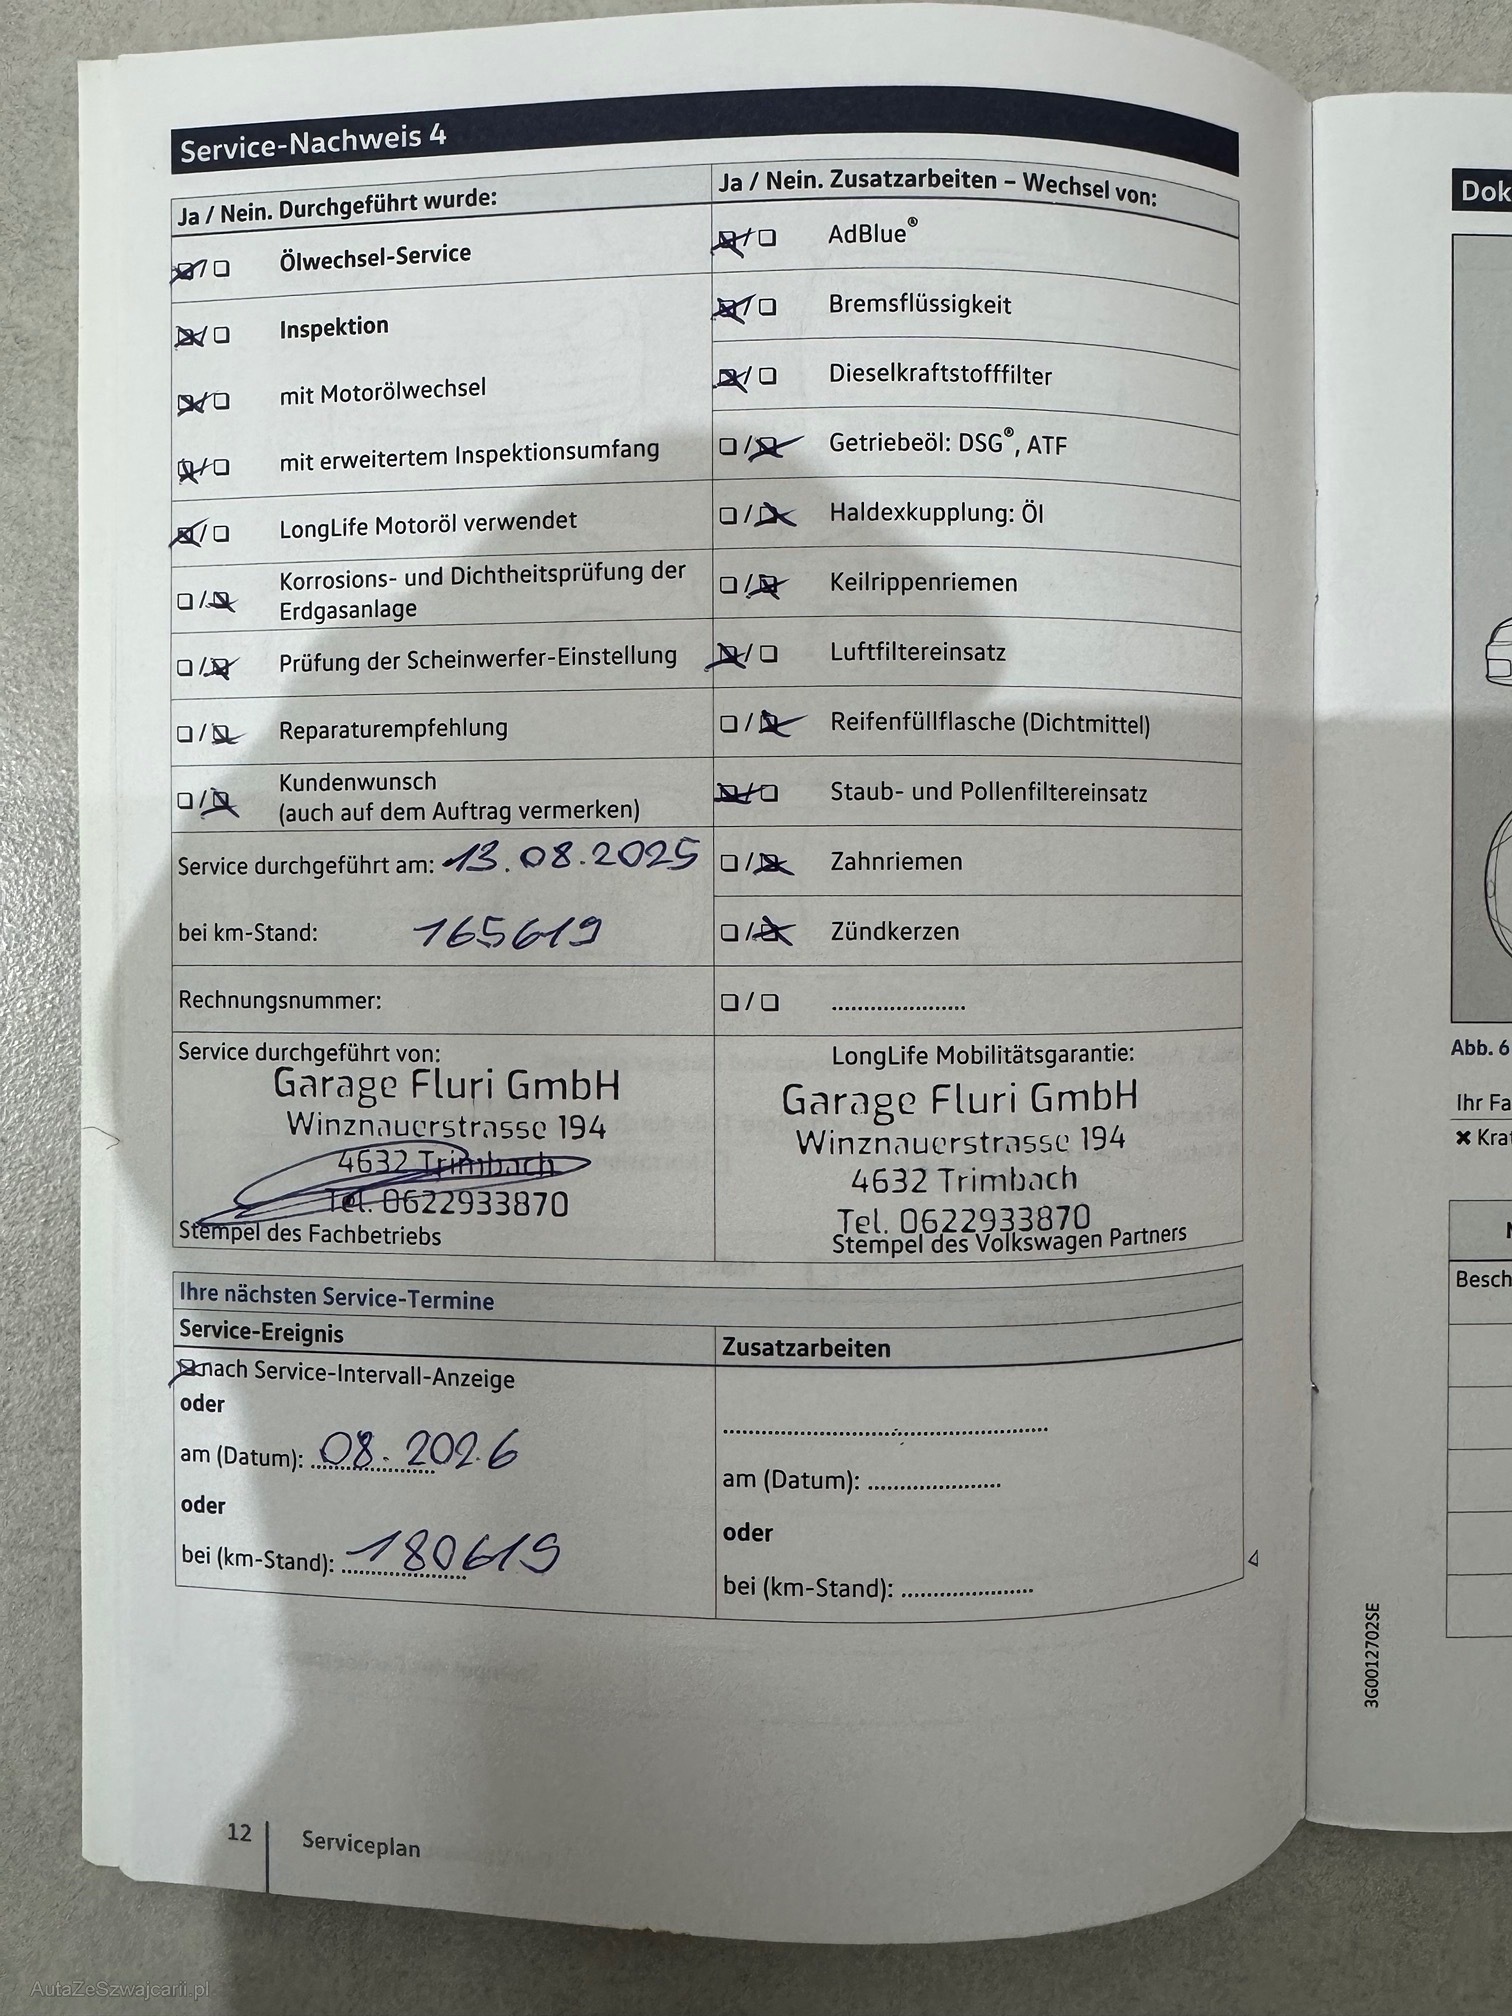 Service-Nachweis 4
Ja / Nein. Durchgeführt wurde:
Ölwechsel-Service
Inspektion
mit Motorölwechsel
mit erweitertem Inspektionsumfang
LongLife Motoröl verwendet
Korrosions- und Dichtheitsprüfung der
Erdgasanlage
Prüfung der Scheinwerfer-Einstellung
Reparaturempfehlung
Kundenwunsch
(auch auf dem Auftrag vermerken)
Service durchgeführt am: 13.08.2025
bei km-Stand: 165619
Rechnungsnummer:
Service durchgeführt von:
Garage Fluri GmbH
Winznauerstrasse 194
4632 Trimbach
Tel. 0622933870
Stempel des Fachbetriebs
Ja / Nein. Zusatzarbeiten – Wechsel von:
AdBlue®
Bremsflüssigkeit
Dieselkraftstofffilter
Getriebeöl: DSG®, ATF
Haldexkupplung: Öl
Keilrippenriemen
Luftfiltereinsatz
Reifenfüllflasche (Dichtmittel)
Staub- und Pollenfiltereinsatz
Zahnriemen
Zündkerzen
LongLife Mobilitätsgarantie:
Garage Fluri GmbH
Winznauerstrasse 194
4632 Trimbach
Tel. 0622933870
Stempel des Volkswagen Partners
Ihre nächsten Service-Termine
Service-Ereignis
nach Service-Intervall-Anzeige
oder
am (Datum): 08.2026
oder
bei (km-Stand): 180619
Zusatzarbeiten
am (Datum):
oder
bei (km-Stand):
12 Serviceplan
3G0012702SE
Dok
Abb. 6
Ihr Fa
Kra
Besch
AutaZeSzwajcarii.pl